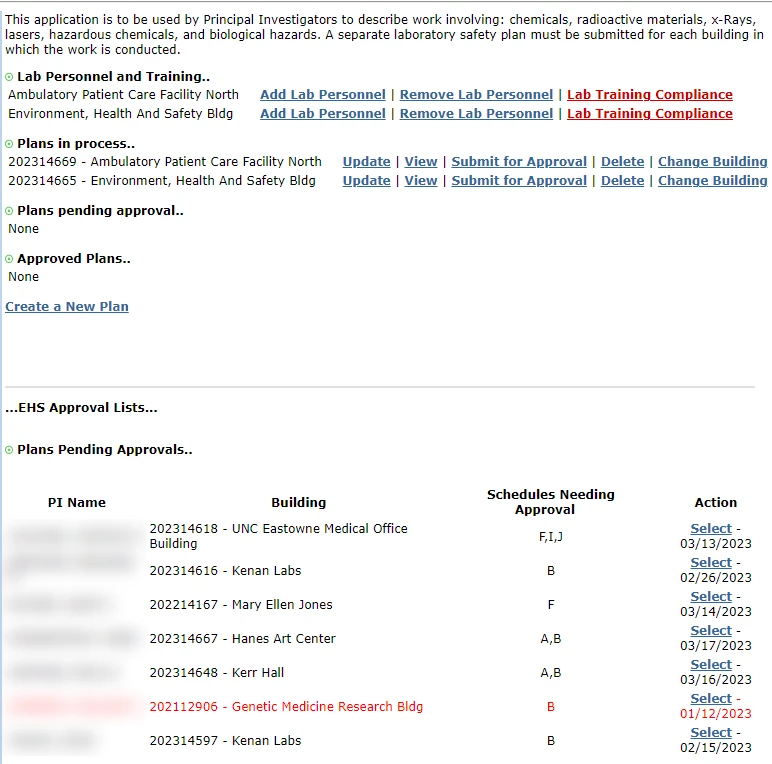 This application is to be used by Principal Investigators to describe work involving: chemicals, radioactive materials, x-Rays,
lasers, hazardous chemicals, and biological hazards. A separate laboratory safety plan must be submitted for each building in
which the work is conducted.
Lab Personnel and Training..
Ambulatory Patient Care Facility North Add Lab Personnel | Remove Lab Personnel | Lab Training Compliance
Environment, Health And Safety Bldg Add Lab Personnel | Remove Lab Personnel | Lab Training Compliance
Plans in process..
202314669 - Ambulatory Patient Care Facility North Update | View | Submit for Approval | Delete | Change Building
202314665 - Environment, Health And Safety Bldg Update | View | Submit for Approval | Delete | Change Building
Plans pending approval..
None
Approved Plans..
None
Create a New Plan
...EHS Approval Lists...
Plans Pending Approvals..
PI Name Building Schedules Needing Approval Action
202314618 - UNC Eastowne Medical Office Building F,I,J Select - 03/13/2023
202314616 - Kenan Labs B Select - 02/26/2023
202214167 - Mary Ellen Jones F Select - 03/14/2023
202314667 - Hanes Art Center A,B Select - 03/17/2023
202314648 - Kerr Hall A,B Select - 03/16/2023
202112906 - Genetic Medicine Research Bldg B Select - 01/12/2023
202314597 - Kenan Labs B Select - 02/15/2023